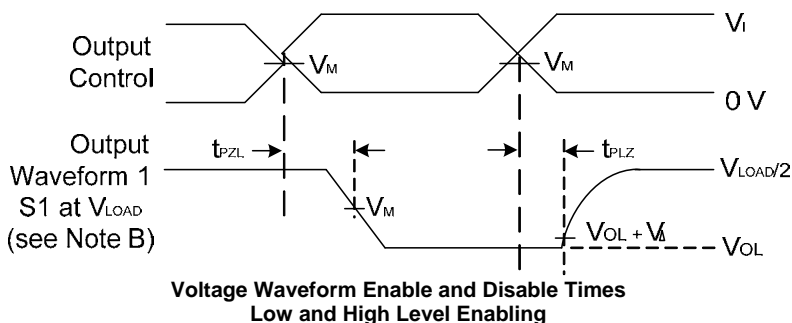 Output
Control
V_M
V_M
V_I
0 V
Output
Waveform 1
S1 at V_LOAD
(see Note B)
t_PZL
t_PLZ
V_M
V_LOAD/2
V_OL + V_Δ
V_OL
Voltage Waveform Enable and Disable Times
Low and High Level Enabling